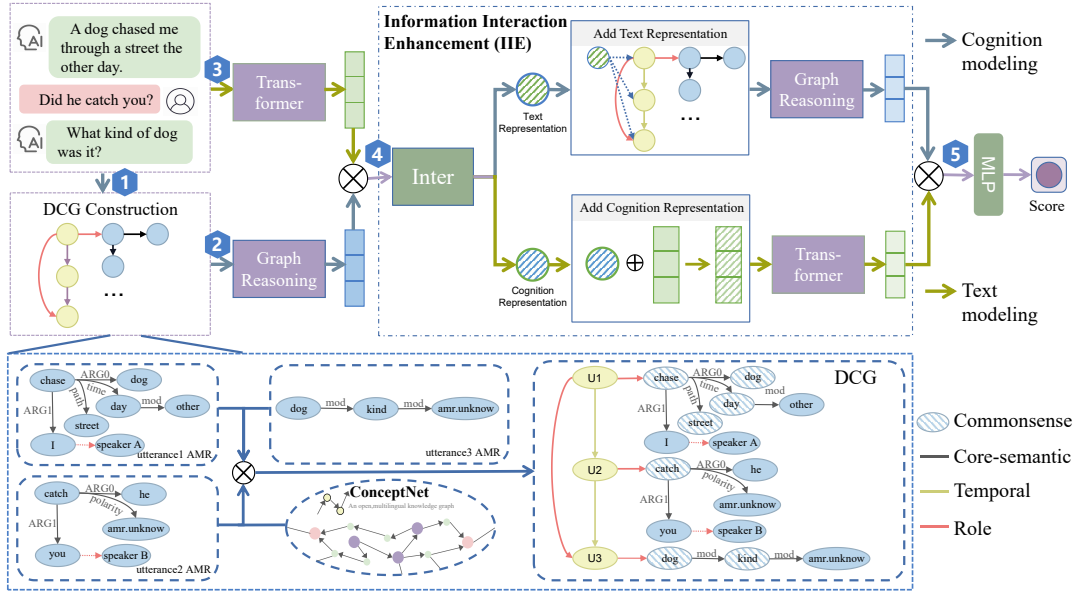 AI
A dog chased me
through a street the
other day.
Did he catch you?
AI
What kind of dog
was it?
1
DCG Construction
...
2
Graph
Reasoning
3
Trans-
former
4
Inter
Information Interaction
Enhancement (IIE)
Text
Representation
Add Text Representation
...
Graph
Reasoning
Cognition
Representation
Add Cognition Representation
Trans-
former
5
MLP
Score
Cognition
modeling
Text
modeling
chase
ARG0
dog
time
path
day
mod
other
ARG1
street
I
speaker A
utterance1 AMR
catch
ARG0
he
polarity
ARG1
amr.unknow
you
speaker B
utterance2 AMR
dog
mod
kind
mod
amr.unknow
utterance3 AMR
ConceptNet
An open,multilingual knowledge graph
DCG
U1
chase
ARG0
dog
time
path
day
mod
other
ARG1
street
I
speaker A
U2
catch
ARG0
he
polarity
ARG1
amr.unknow
you
speaker B
U3
dog
mod
kind
mod
amr.unknow
Commonsense
Core-semantic
Temporal
Role